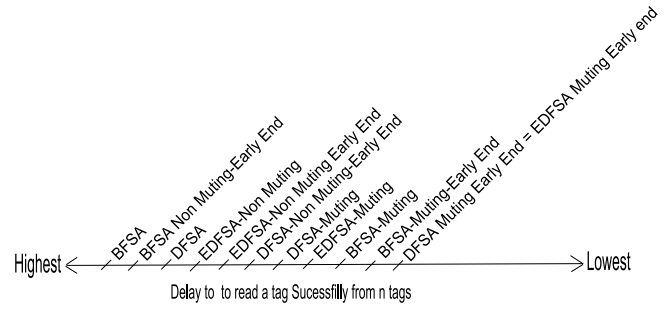 BFSA
BFSA Non Muting-Early End
DFSA
EDFSA-Non Muting
EDFSA-Non Muting Early End
DFSA-Non Muting-Early End
DFSA-Muting
EDFSA-Muting
BFSA-Muting
BFSA-Muting-Early End
DFSA Muting Early End = EDFSA Muting Early end
Highest
Lowest
Delay to to read a tag Sucessfilly from n tags